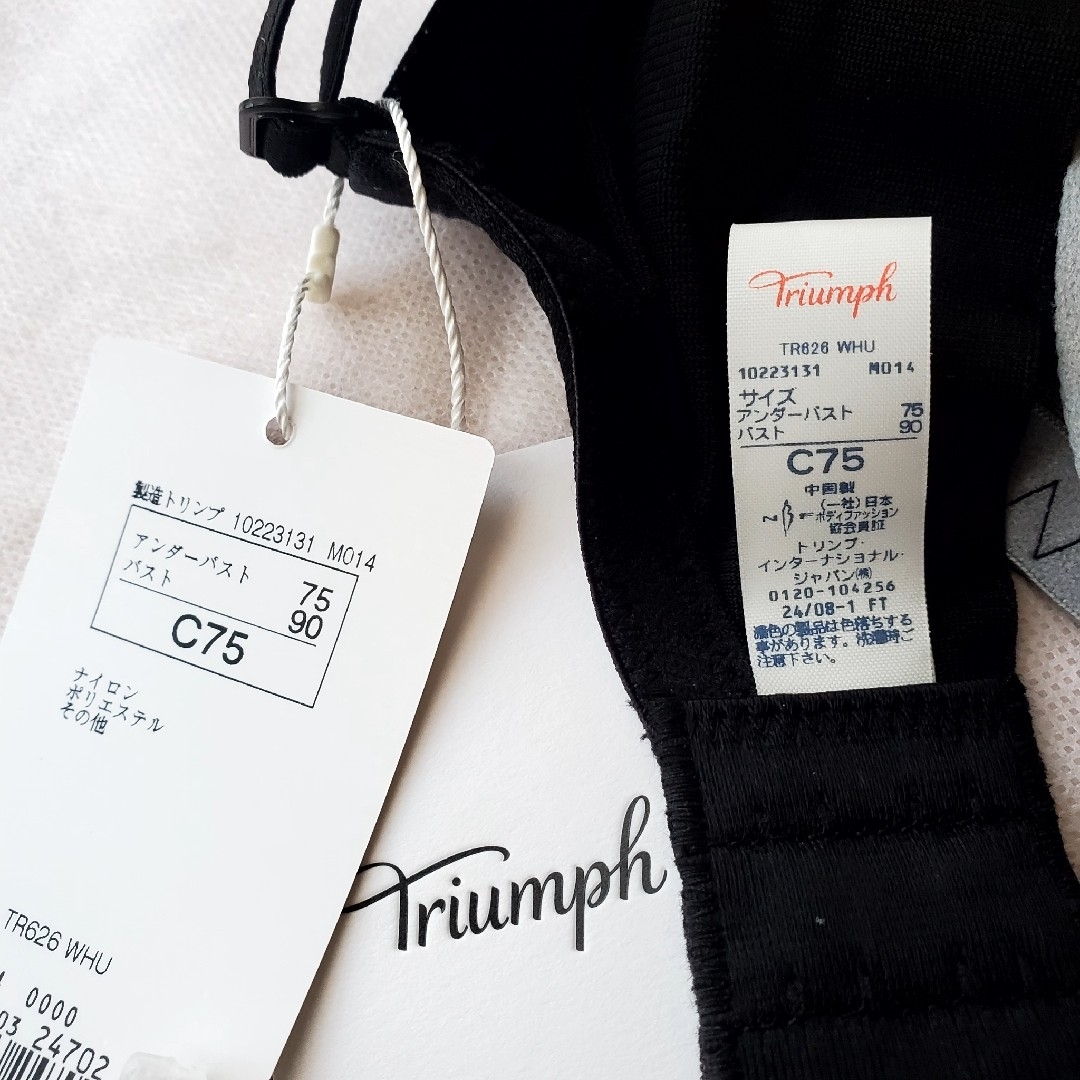 製造トリンプ 10223131 M014
アンダーバスト 75
バスト 90
C75
ナイロン
ポリエステル
その他
TR626 WHU
0000
03 24702
Triumph
Triumph
TR626 WHU
10223131 M014
サイズ
アンダーバスト 75
バスト 90
C75
中国製
(一社)日本
ボディファッション
協会員証
トリンプ・
インターナショナル・
ジャパン(株)
0120-104256
24/08-1 FT
濃色の製品は色落ちする
事があります。洗濯時ご
注意下さい。